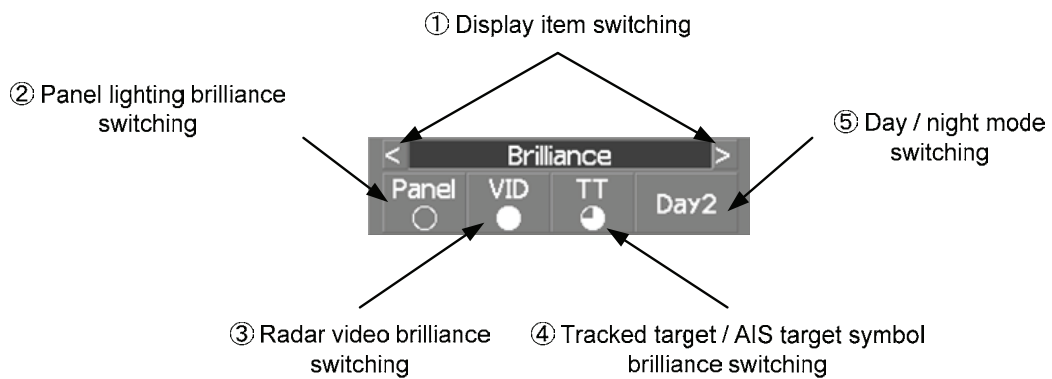 ① Display item switching
② Panel lighting brilliance
switching
⑤ Day / night mode
switching
< Brilliance >
Panel VID TT Day2
③ Radar video brilliance
switching
④ Tracked target / AIS target symbol
brilliance switching